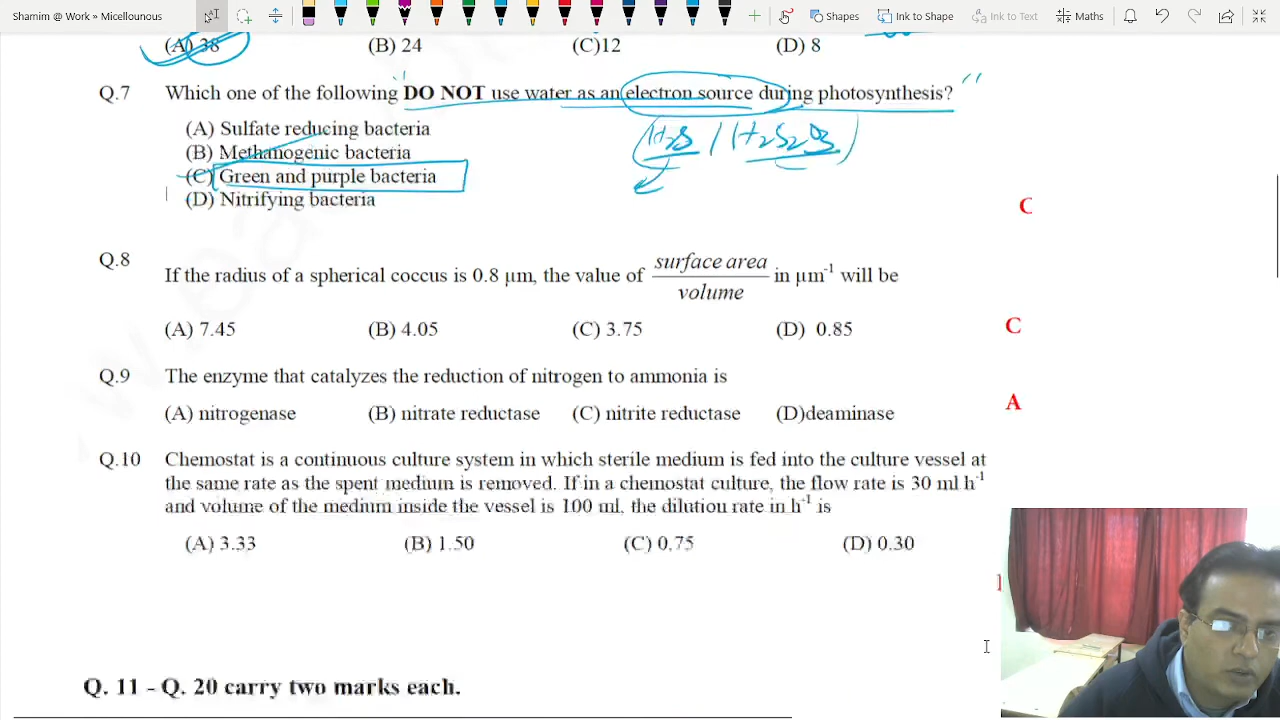 Shamim @ Work - Micellounous
Shapes Ink to Shape Ink to Text Maths
(A) 38 (B) 24 (C)12 (D) 8
Q.7 Which one of the following DO NOT use water as an electron source during photosynthesis?
(A) Sulfate reducing bacteria
(B) Methanogenic bacteria
(C) Green and purple bacteria
(D) Nitrifying bacteria
H₂S / H₂S₂O₃
C
Q.8 If the radius of a spherical coccus is 0.8 µm, the value of surface area / volume in µm⁻¹ will be
(A) 7.45 (B) 4.05 (C) 3.75 (D) 0.85
C
Q.9 The enzyme that catalyzes the reduction of nitrogen to ammonia is
(A) nitrogenase (B) nitrate reductase (C) nitrite reductase (D)deaminase
A
Q.10 Chemostat is a continuous culture system in which sterile medium is fed into the culture vessel at
the same rate as the spent medium is removed. If in a chemostat culture, the flow rate is 30 ml h⁻¹
and volume of the medium inside the vessel is 100 ml, the dilution rate in h⁻¹ is
(A) 3.33 (B) 1.50 (C) 0.75 (D) 0.30
Q. 11 - Q. 20 carry two marks each.